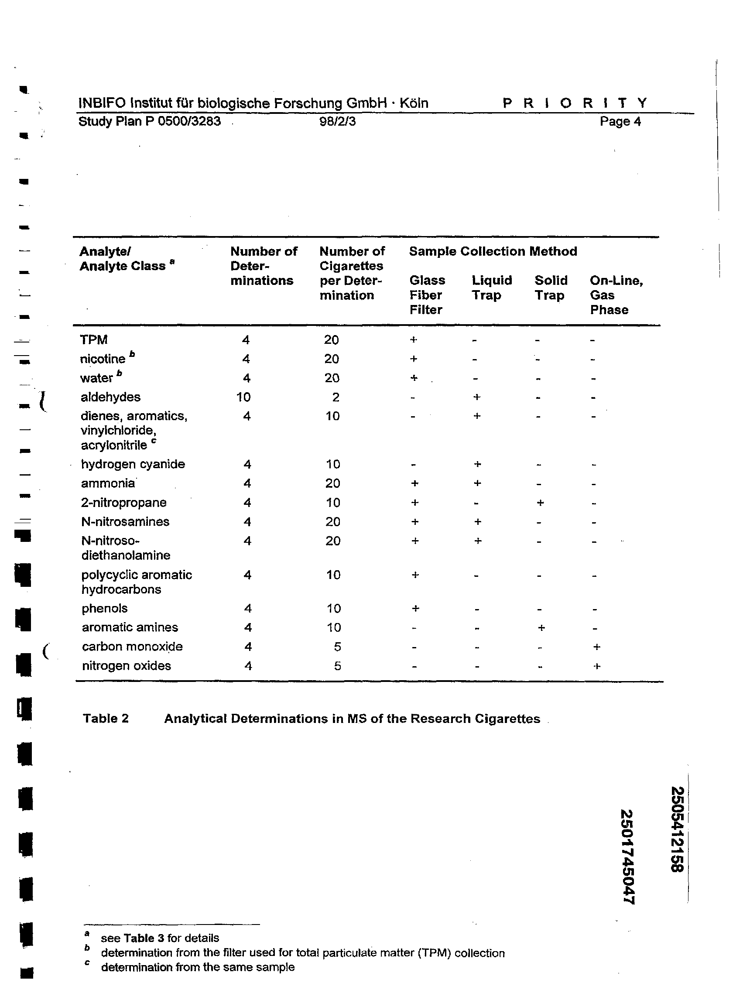 INBIFO Institut für biologische Forschung GmbH · Köln P R I O R I T Y
Study Plan P 0500/3283 98/2/3 Page 4
Analyte/ Number of Number of Sample Collection Method
Analyte Class a Deter- Cigarettes
minations per Deter- Glass Liquid Solid On-Line,
mination Fiber Trap Trap Gas
Filter Phase
TPM 4 20 + - - -
nicotine b 4 20 + - - -
water b 4 20 + - - -
aldehydes 10 2 - + - -
dienes, aromatics, 4 10 - + - -
vinylchloride,
acrylonitrile c
hydrogen cyanide 4 10 - + - -
ammonia 4 20 + + - -
2-nitropropane 4 10 + - + -
N-nitrosamines 4 20 + + - -
N-nitroso- 4 20 + + - -
diethanolamine
polycyclic aromatic 4 10 + - - -
hydrocarbons
phenols 4 10 + - - -
aromatic amines 4 10 - - + -
carbon monoxide 4 5 - - - +
nitrogen oxides 4 5 - - - +
Table 2 Analytical Determinations in MS of the Research Cigarettes
2501745047
2505412158
a see Table 3 for details
b determination from the filter used for total particulate matter (TPM) collection
c determination from the same sample